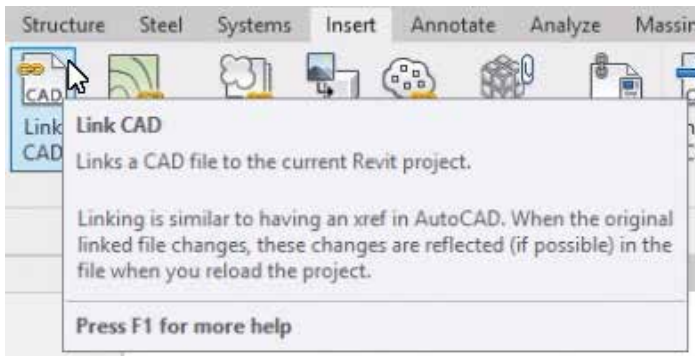 Structure Steel Systems Insert Annotate Analyze
CAD
Link
CAD
Link CAD
Links a CAD file to the current Revit project.
Linking is similar to having an xref in AutoCAD. When the original
linked file changes, these changes are reflected (if possible) in the
file when you reload the project.
Press F1 for more help